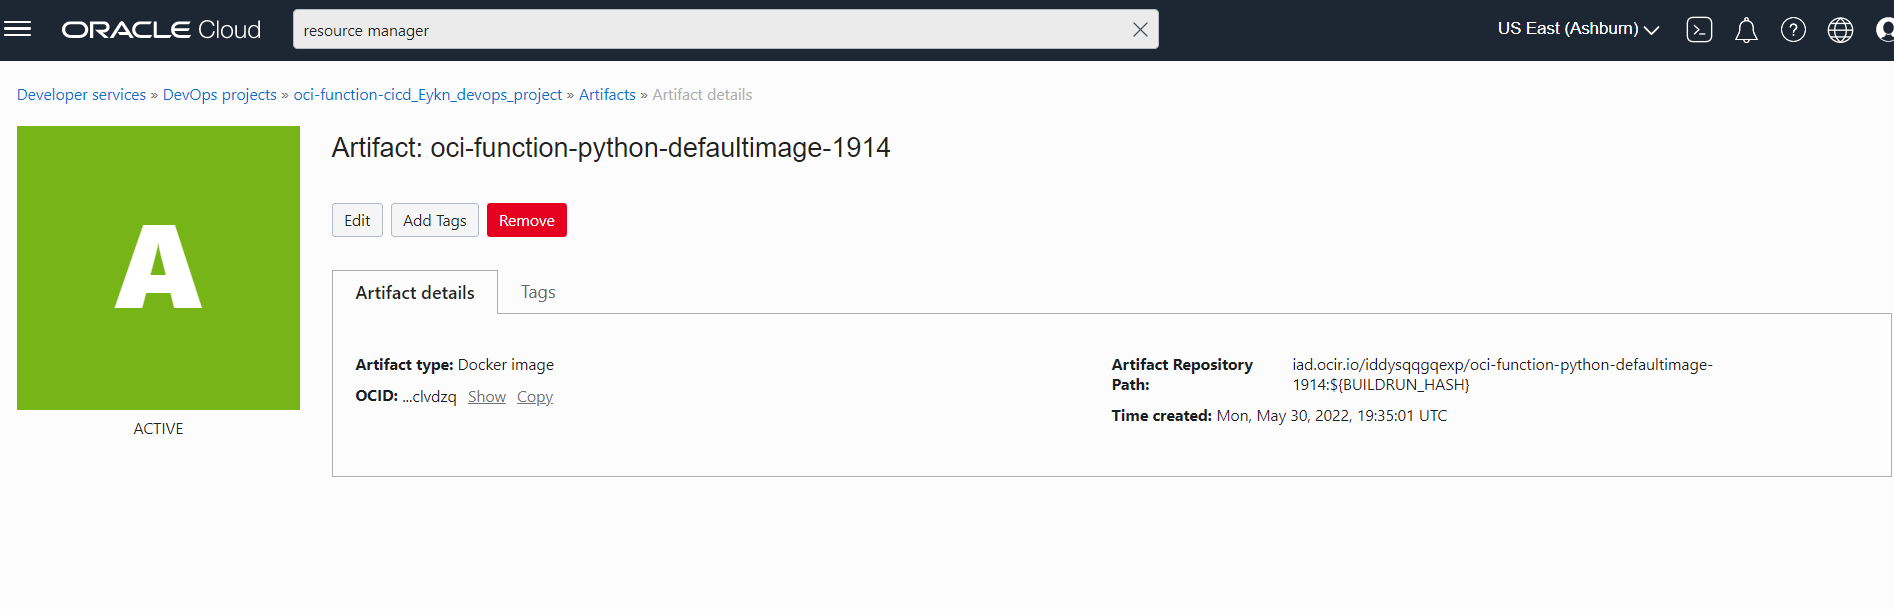 ORACLE Cloud
resource manager
US East (Ashburn)
Developer services » DevOps projects » oci-function-cicd_Eykn_devops_project » Artifacts » Artifact details
A
ACTIVE
Artifact: oci-function-python-defaultimage-1914
Edit
Add Tags
Remove
Artifact details
Tags
Artifact type: Docker image
OCID: ...clvdzq Show Copy
Artifact Repository Path: iad.ocir.io/iddysqqgqexp/oci-function-python-defaultimage-
1914:${BUILDRUN_HASH}
Time created: Mon, May 30, 2022, 19:35:01 UTC